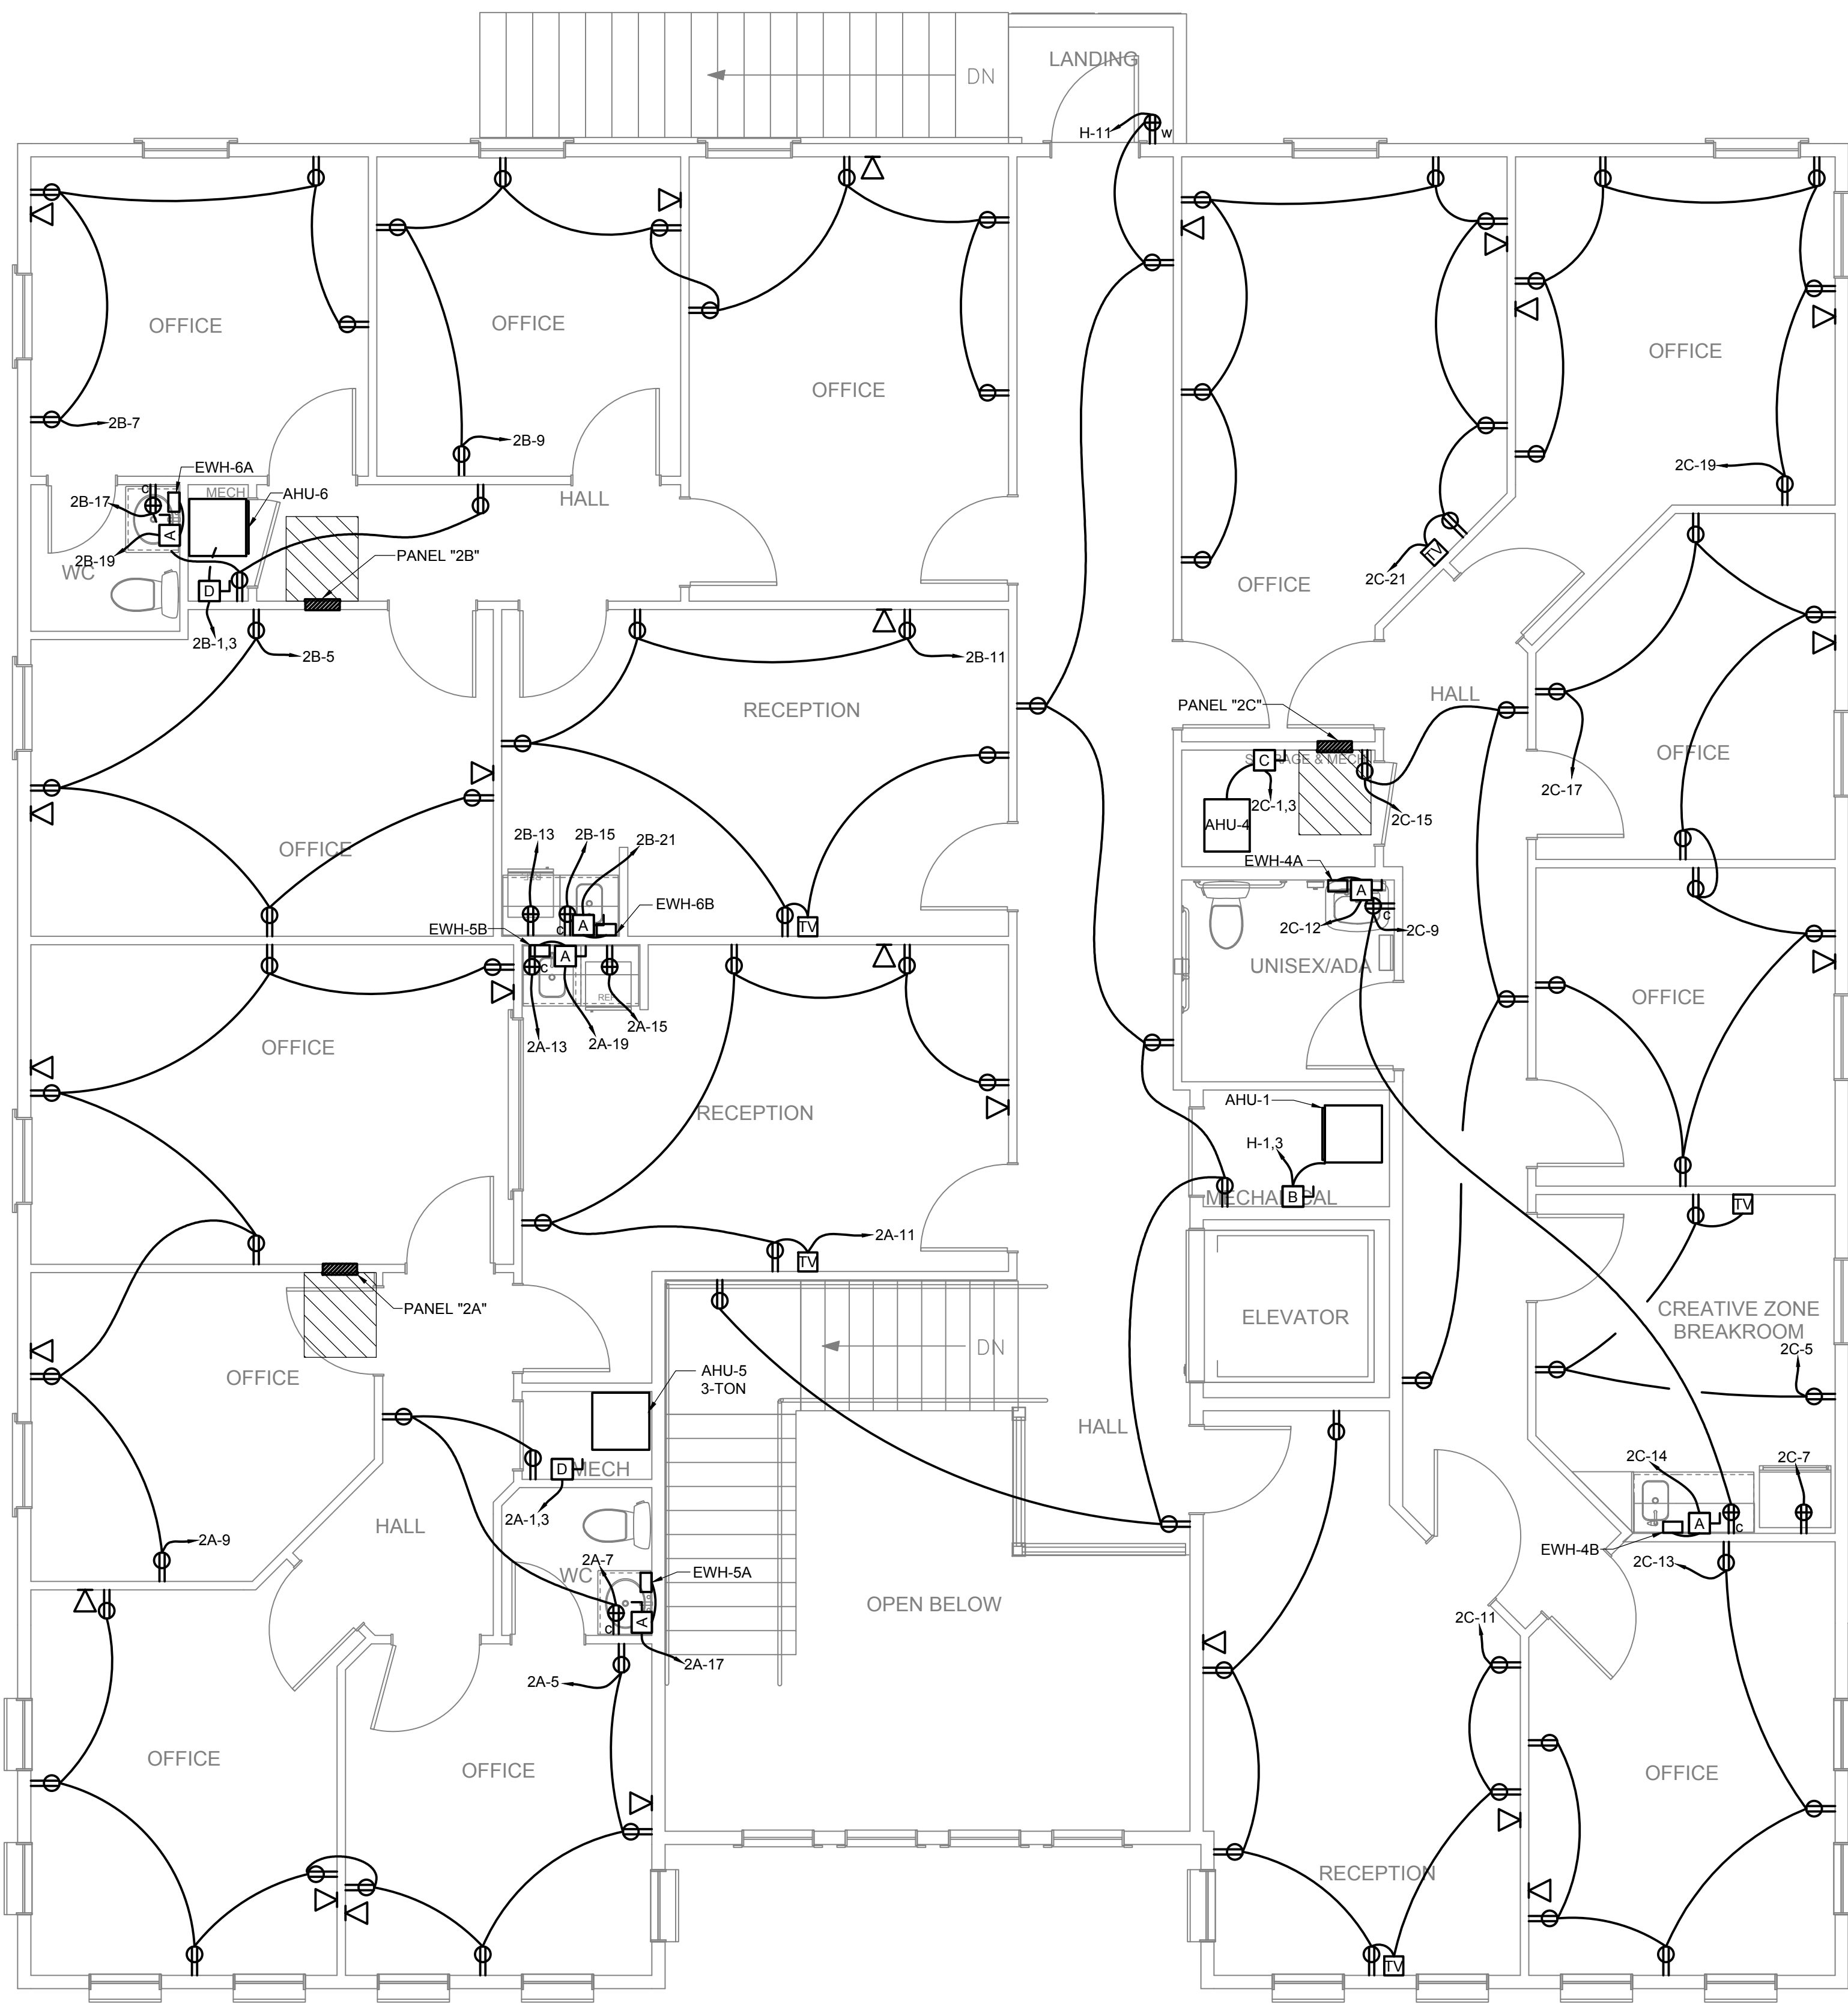 LANDING
DN
H-11
W
OFFICE
OFFICE
OFFICE
OFFICE
OFFICE
2B-7
2B-9
2C-19
EWH-6A
C
MECH
AHU-6
HALL
2B-17
A
2B-19
WC
PANEL "2B"
D
TV
2C-21
OFFICE
2B-1,3
2B-5
2B-11
HALL
RECEPTION
PANEL "2C"
OFFICE
C
2C-1,3
2C-17
2C-15
AHU-4
OFFICE
2B-13
2B-15
2B-21
EWH-4A
A
EWH-6B
C
A
TV
EWH-5B
C
2C-12
2C-9
C
A
UNISEX/ADA
REF
2A-15
2A-13
2A-19
OFFICE
OFFICE
RECEPTION
AHU-1
H-1,3
B
MECHANICAL
TV
2A-11
TV
PANEL "2A"
ELEVATOR
CREATIVE ZONE
BREAKROOM
DN
2C-5
OFFICE
AHU-5
3-TON
HALL
D
MECH
2C-14
2C-7
2A-1,3
HALL
A
C
2A-9
EWH-4B
2C-13
2A-7
WC
EWH-5A
OPEN BELOW
C
A
2C-11
2A-17
2A-5
OFFICE
OFFICE
OFFICE
RECEPTION
TV